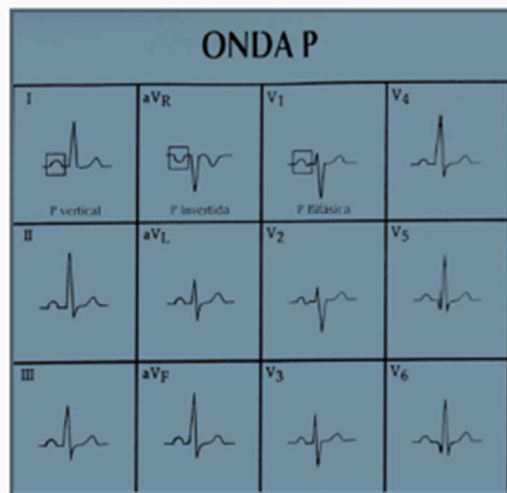 ONDA P
I aVR V1 V4
P vertical P Invertida P Bifásica
II aVL V2 V5
III aVF V3 V6